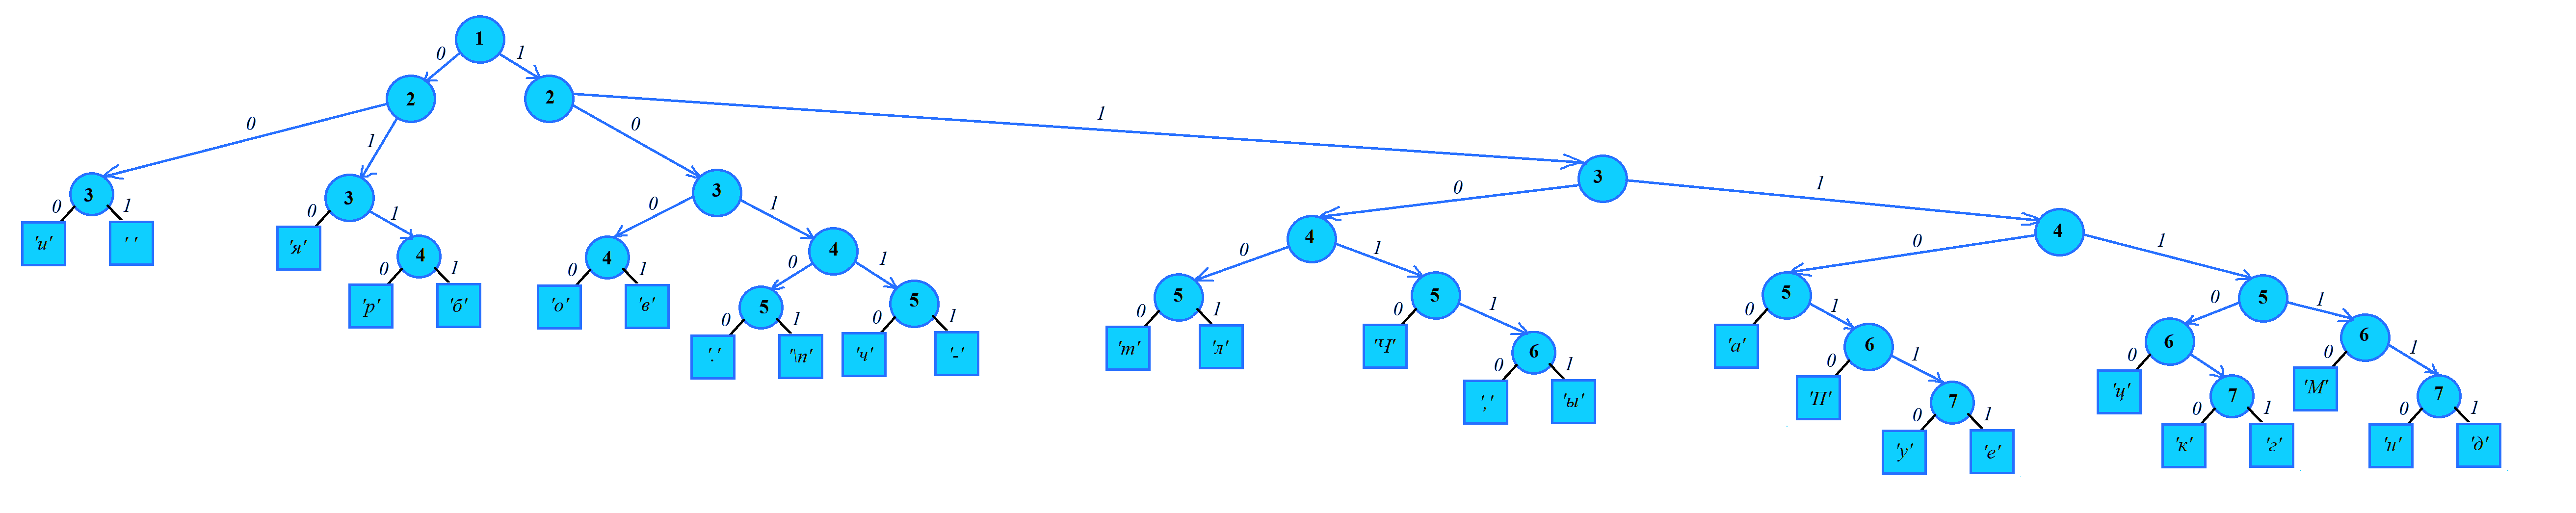 1
0 1
2 2
0 1 0 1
3 3 3 3
0 1 0 1 0 1 0 1
'и' ' ' 'я' 4 4 4 4 4
0 1 0 1 0 1 0 1 0 1
'р' 'б' 'о' 'в' 5 5 5 5 5 5
0 1 0 1 0 1 0 1 0 1 0 1
'.' '\n' 'ч' '-' 'т' 'л' 'Ч' 6 'а' 6 6 6
0 1 0 1 0 0 1
',' 'ы' 'П' 7 'ц' 7 'М' 7
0 1 0 1 0 1
'у' 'е' 'к' 'г' 'н' 'д'